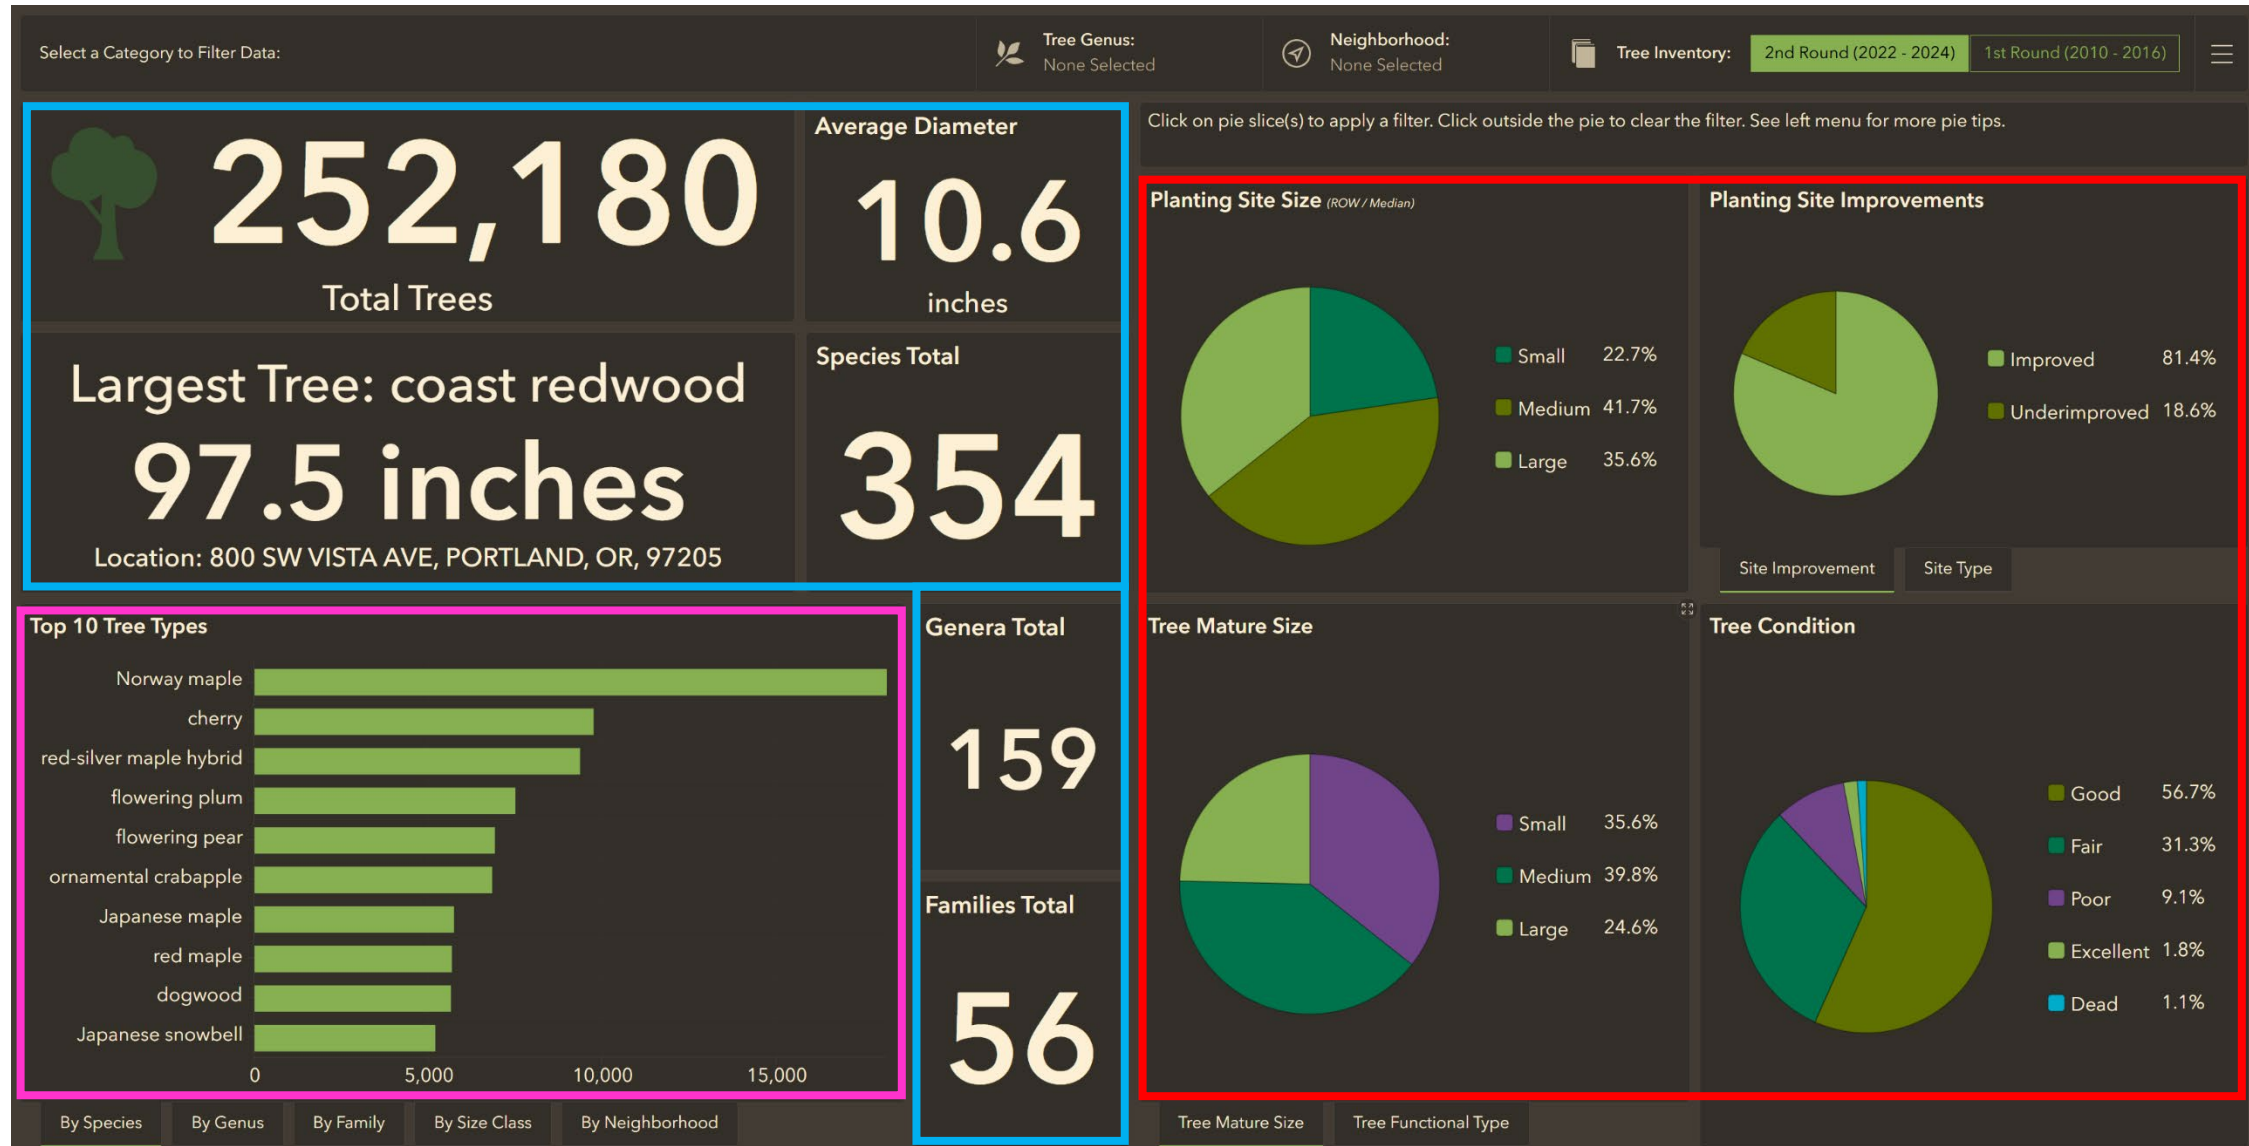 Select a Category to Filter Data:
Tree Genus:
None Selected
Neighborhood:
None Selected
Tree Inventory:
2nd Round (2022 - 2024)
1st Round (2010 - 2016)
252,180
Total Trees
Average Diameter
10.6
inches
Largest Tree: coast redwood
97.5 inches
Location: 800 SW VISTA AVE, PORTLAND, OR, 97205
Species Total
354
Click on pie slice(s) to apply a filter. Click outside the pie to clear the filter. See left menu for more pie tips.
Planting Site Size (ROW / Median)
Small 22.7%
Medium 41.7%
Large 35.6%
Planting Site Improvements
Improved 81.4%
Underimproved 18.6%
Site Improvement
Site Type
Top 10 Tree Types
Norway maple
cherry
red-silver maple hybrid
flowering plum
flowering pear
ornamental crabapple
Japanese maple
red maple
dogwood
Japanese snowbell
0 5,000 10,000 15,000
By Species
By Genus
By Family
By Size Class
By Neighborhood
Genera Total
159
Families Total
56
Tree Mature Size
Small 35.6%
Medium 39.8%
Large 24.6%
Tree Mature Size
Tree Functional Type
Tree Condition
Good 56.7%
Fair 31.3%
Poor 9.1%
Excellent 1.8%
Dead 1.1%